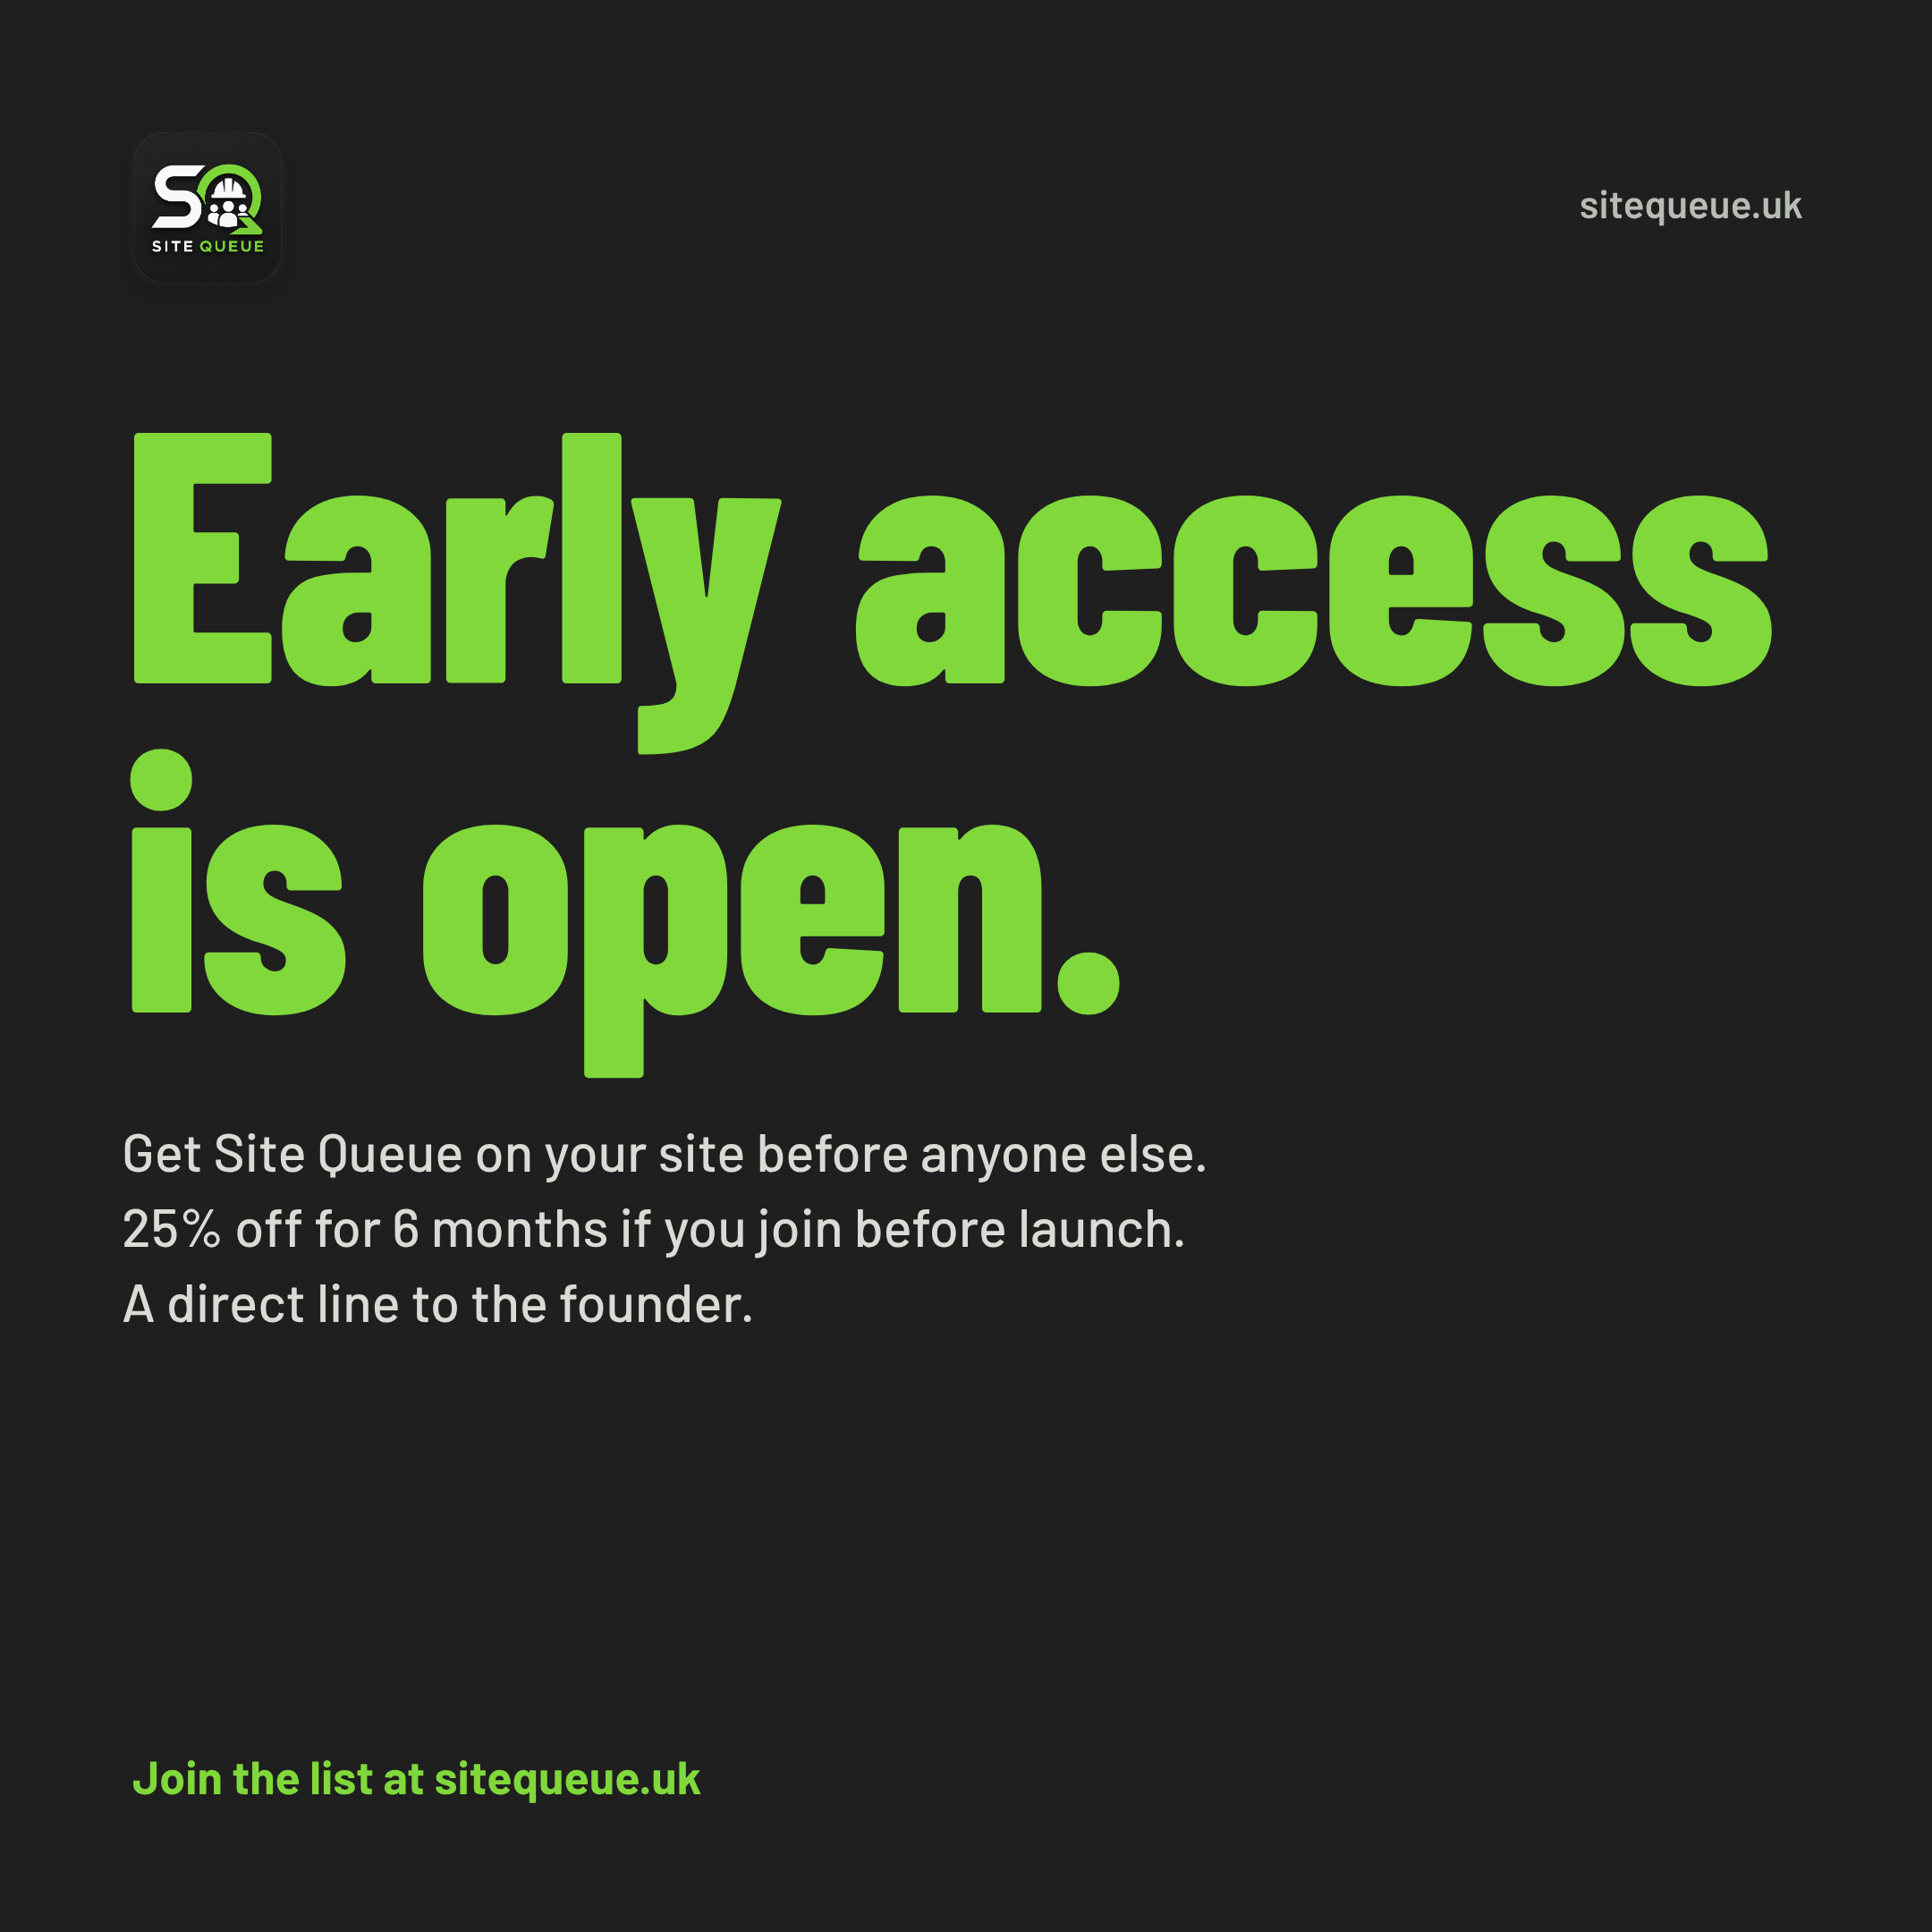 SQ
SITE QUEUE
sitequeue.uk
Early access
is open.
Get Site Queue on your site before anyone else.
25% off for 6 months if you join before launch.
A direct line to the founder.
Join the list at sitequeue.uk